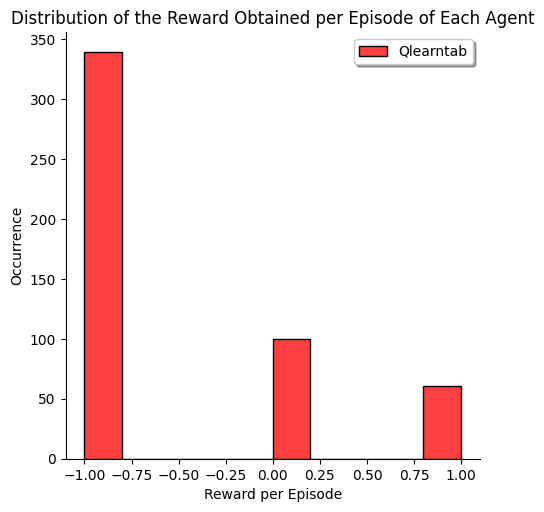 Distribution of the Reward Obtained per Episode of Each Agent
Qlearntab
350
300
250
200
150
100
50
0
Occurrence
−1.00 −0.75 −0.50 −0.25 0.00 0.25 0.50 0.75 1.00
Reward per Episode